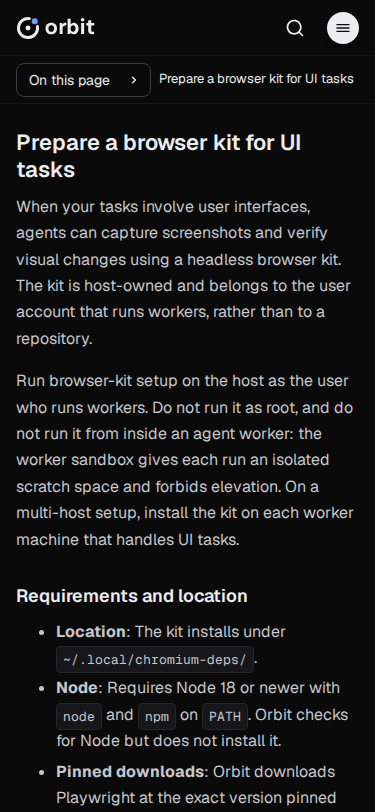 orbit
On this page
Prepare a browser kit for UI tasks
Prepare a browser kit for UI
tasks
When your tasks involve user interfaces,
agents can capture screenshots and verify
visual changes using a headless browser kit.
The kit is host-owned and belongs to the user
account that runs workers, rather than to a
repository.
Run browser-kit setup on the host as the user
who runs workers. Do not run it as root, and do
not run it from inside an agent worker: the
worker sandbox gives each run an isolated
scratch space and forbids elevation. On a
multi-host setup, install the kit on each worker
machine that handles UI tasks.
Requirements and location
• Location: The kit installs under
~/.local/chromium-deps/.
• Node: Requires Node 18 or newer with
node and npm on PATH. Orbit checks
for Node but does not install it.
• Pinned downloads: Orbit downloads
Playwright at the exact version pinned